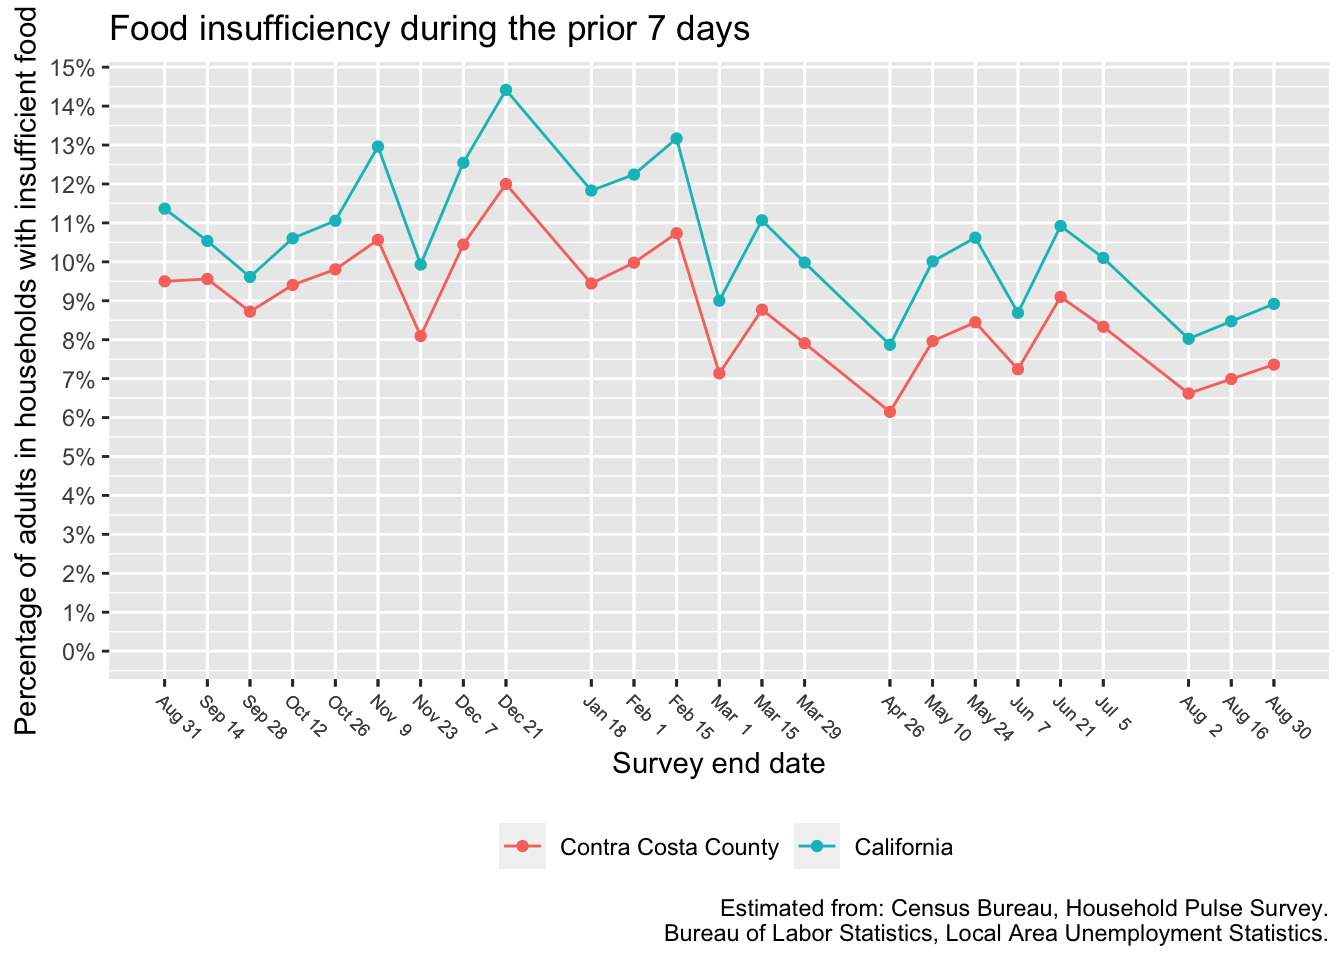 Food insufficiency during the prior 7 days
Percentage of adults in households with insufficient food
15%
14%
13%
12%
11%
10%
9%
8%
7%
6%
5%
4%
3%
2%
1%
0%
Aug 31
Sep 14
Sep 28
Oct 12
Oct 26
Nov 9
Nov 23
Dec 7
Dec 21
Jan 18
Feb 1
Feb 15
Mar 1
Mar 15
Mar 29
Apr 26
May 10
May 24
Jun 7
Jun 21
Jul 5
Aug 2
Aug 16
Aug 30
Survey end date
Contra Costa County
California
Estimated from: Census Bureau, Household Pulse Survey.
Bureau of Labor Statistics, Local Area Unemployment Statistics.